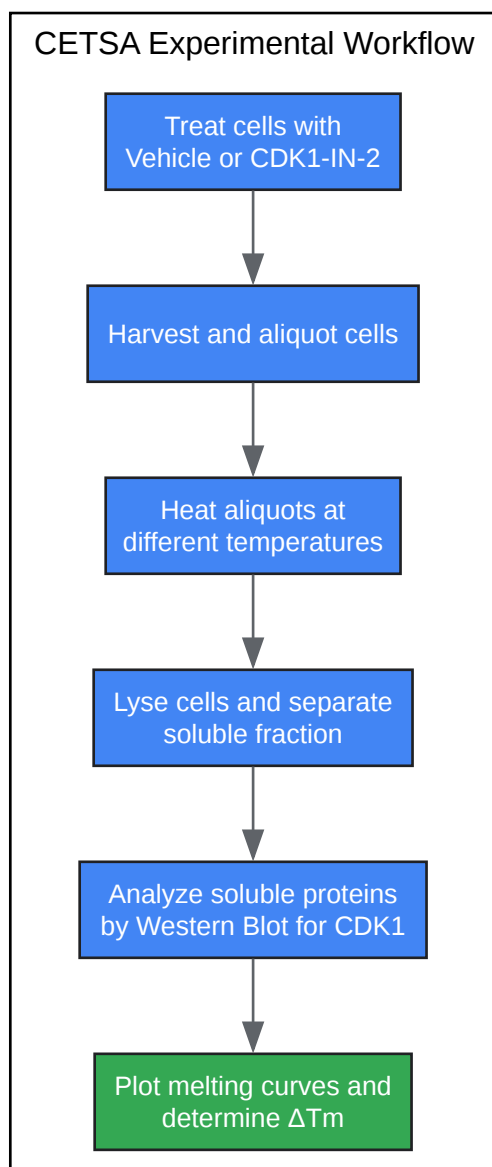 CETSA Experimental Workflow
Treat cells with
Vehicle or CDK1-IN-2
Harvest and aliquot cells
Heat aliquots at
different temperatures
Lyse cells and separate
soluble fraction
Analyze soluble proteins
by Western Blot for CDK1
Plot melting curves and
determine ΔTm